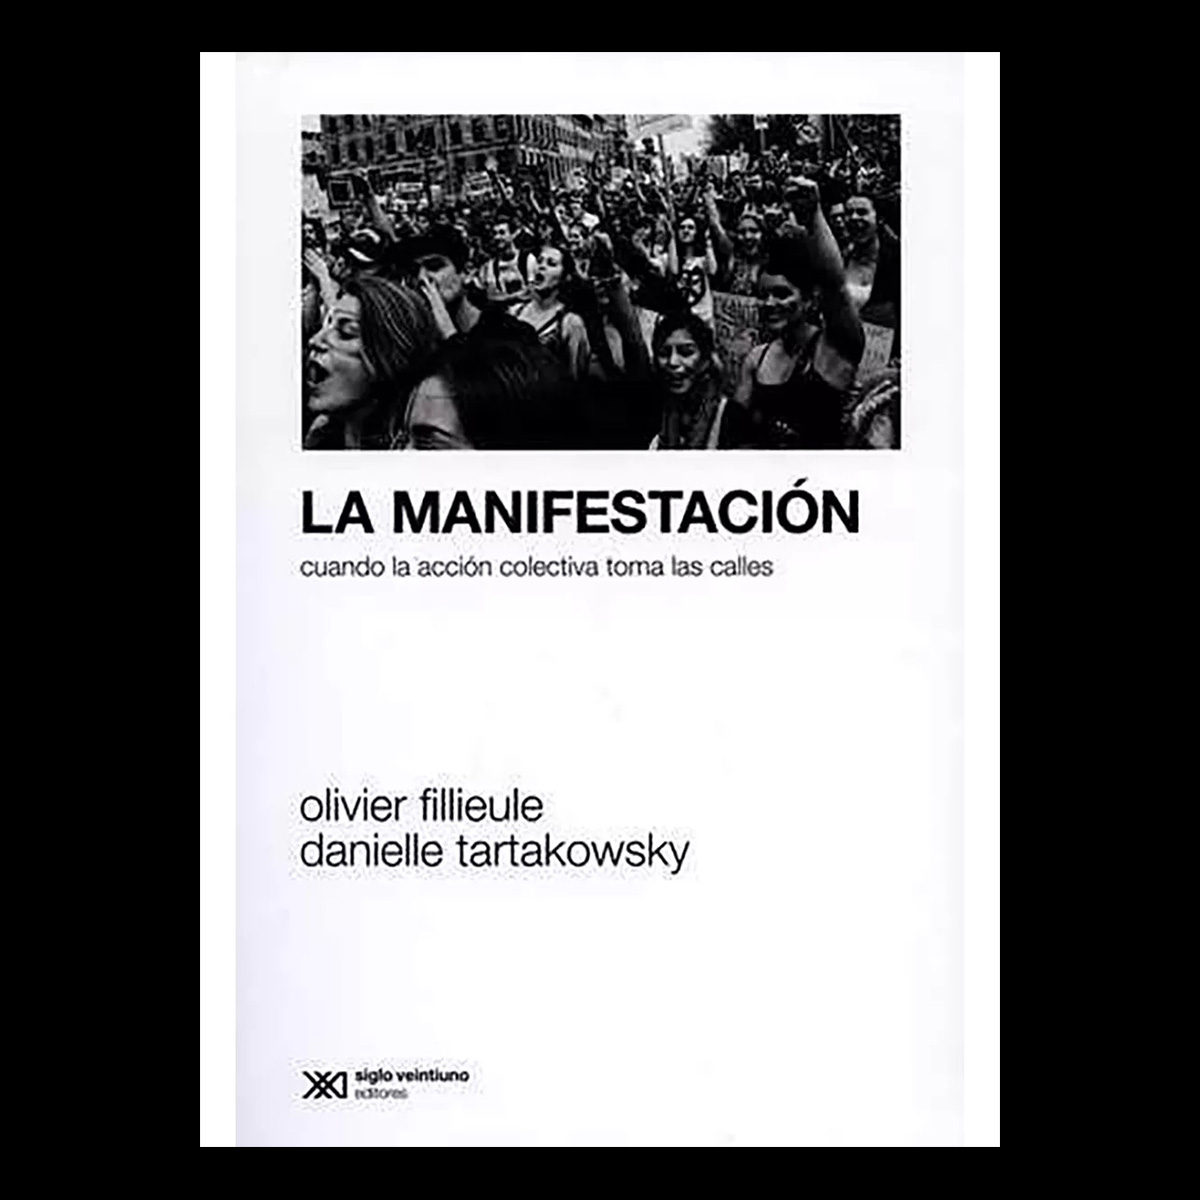 LA MANIFESTACIÓN
cuando la acción colectiva toma las calles
olivier fillieule
danielle tartakowsky
siglo veintiuno
editores